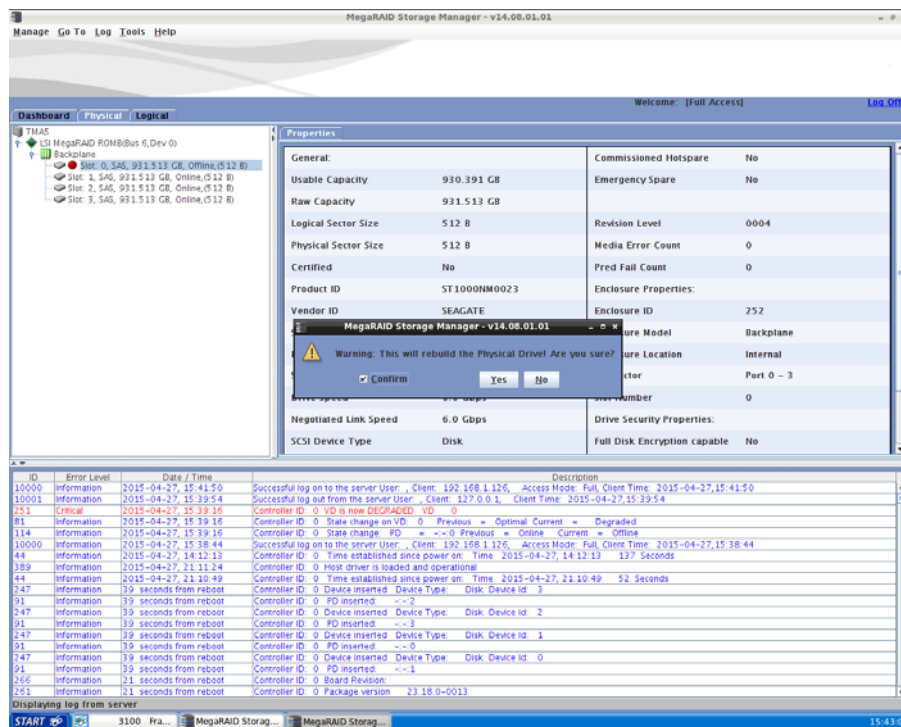 MegaRAID Storage Manager - v14.08.01.01
Manage Go To Log Tools Help
Welcome: [Full Access]
Log Off
Dashboard Physical Logical
TMA5
LSI MegaRAID ROMB(Bus 6,Dev 0)
Backplane
Slot: 0, SAS, 931.513 GB, Offline,(512 B)
Slot: 1, SAS, 931.513 GB, Online,(512 B)
Slot: 2, SAS, 931.513 GB, Online,(512 B)
Slot: 3, SAS, 931.513 GB, Online,(512 B)
Properties
General:
Usable Capacity 930.391 GB
Raw Capacity 931.513 GB
Logical Sector Size 512 B
Physical Sector Size 512 B
Certified No
Product ID ST1000NM0023
Vendor ID SEAGATE
Negotiated Link Speed 6.0 Gbps
SCSI Device Type Disk
Commissioned Hotspare No
Emergency Spare No
Revision Level 0004
Media Error Count 0
Pred Fail Count 0
Enclosure Properties:
Enclosure ID 252
ure Model Backplane
ure Location Internal
ctor Port 0 - 3
Slot Number 0
Drive Security Properties:
Full Disk Encryption capable No
MegaRAID Storage Manager - v14.08.01.01
Warning: This will rebuild the Physical Drive! Are you sure?
Confirm
Yes No
ID Error Level Date / Time Description
10000 Information 2015-04-27, 15:41:50 Successful log on to the server User: , Client: 192.168.1.126, Access Mode: Full, Client Time: 2015-04-27,15:41:50
10001 Information 2015-04-27, 15:39:54 Successful log out from the server User: , Client: 127.0.0.1, Client Time: 2015-04-27,15:39:54
251 Critical 2015-04-27, 15:39:16 Controller ID: 0 VD is now DEGRADED VD 0
81 Information 2015-04-27, 15:39:16 Controller ID: 0 State change on VD: 0 Previous = Optimal Current = Degraded
114 Information 2015-04-27, 15:39:16 Controller ID: 0 State change: PD = -:-:0 Previous = Online Current = Offline
10000 Information 2015-04-27, 15:38:44 Successful log on to the server User: , Client: 192.168.1.126, Access Mode: Full, Client Time: 2015-04-27,15:38:44
44 Information 2015-04-27, 14:12:13 Controller ID: 0 Time established since power on: Time 2015-04-27, 14:12:13 137 Seconds
389 Information 2015-04-27, 21:11:24 Controller ID: 0 Host driver is loaded and operational
44 Information 2015-04-27, 21:10:49 Controller ID: 0 Time established since power on: Time 2015-04-27, 21:10:49 52 Seconds
247 Information 39 seconds from reboot Controller ID: 0 Device inserted Device Type: Disk Device Id: 3
91 Information 39 seconds from reboot Controller ID: 0 PD inserted: -:-:2
247 Information 39 seconds from reboot Controller ID: 0 Device inserted Device Type: Disk Device Id: 2
91 Information 39 seconds from reboot Controller ID: 0 PD inserted: -:-:3
247 Information 39 seconds from reboot Controller ID: 0 Device inserted Device Type: Disk Device Id: 1
91 Information 39 seconds from reboot Controller ID: 0 PD inserted: -:-:0
247 Information 39 seconds from reboot Controller ID: 0 Device inserted Device Type: Disk Device Id: 0
91 Information 39 seconds from reboot Controller ID: 0 PD inserted: -:-:1
266 Information 21 seconds from reboot Controller ID: 0 Board Revision:
261 Information 21 seconds from reboot Controller ID: 0 Package version 23.18.0-0013
Displaying log from server
START 3100 Fra... MegaRAID Storag... MegaRAID Storag... 15:43:0